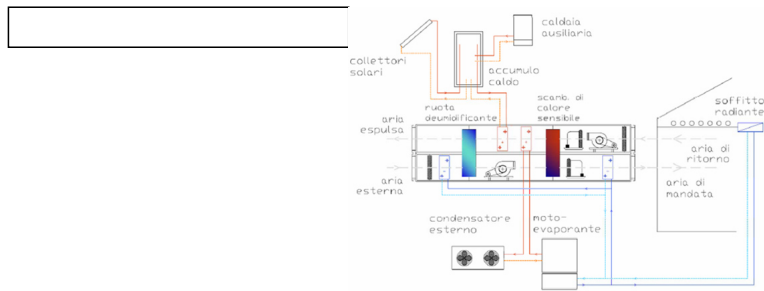 caldaia
ausiliaria
collettori
solari
accumulo
caldo
ruota
deumidificante
scamb. di
calore
sensibile
soffitto
radiante
aria
espulsa
aria di
ritorno
aria
esterna
aria di
mandata
condensatore
esterno
moto-
evaporante